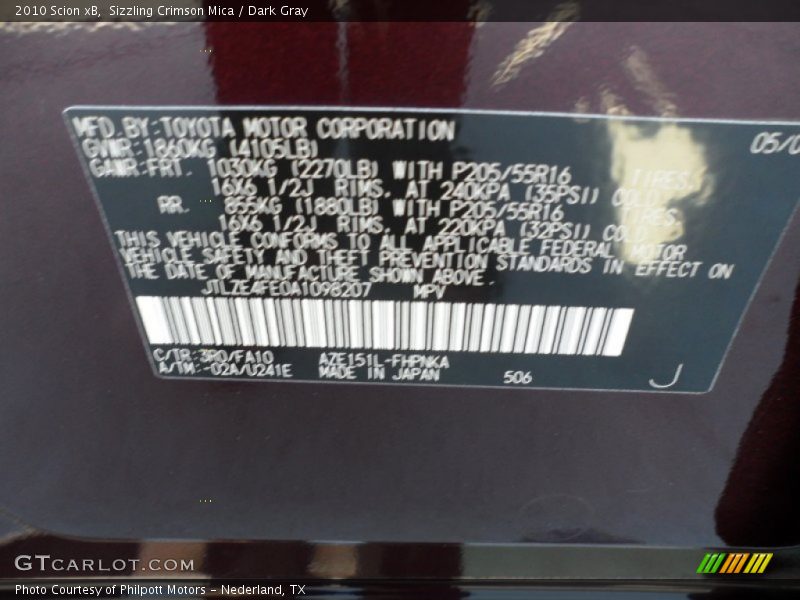 2010 Scion xB, Sizzling Crimson Mica / Dark Gray
MFD.BY:TOYOTA MOTOR CORPORATION 05/0
GVWR:1860KG (4105LB)
GAWR:FRT. 1030KG (2270LB) WITH P205/55R16 TIRES,
16X6 1/2J RIMS, AT 240KPA (35PSI) COLD
RR. 855KG (1880LB) WITH P205/55R16 TIRES,
16X6 1/2J RIMS, AT 220KPA (32PSI) COLD
THIS VEHICLE CONFORMS TO ALL APPLICABLE FEDERAL MOTOR
VEHICLE SAFETY AND THEFT PREVENTION STANDARDS IN EFFECT ON
THE DATE OF MANUFACTURE SHOWN ABOVE.
JTLZE4FE0A1098207 MPV
C/TR:3R0/FA10 AZE151L-FHPNKA
A/TM:-02A/U241E MADE IN JAPAN 506 J
GTCARLOT.COM
Photo Courtesy of Philpott Motors - Nederland, TX